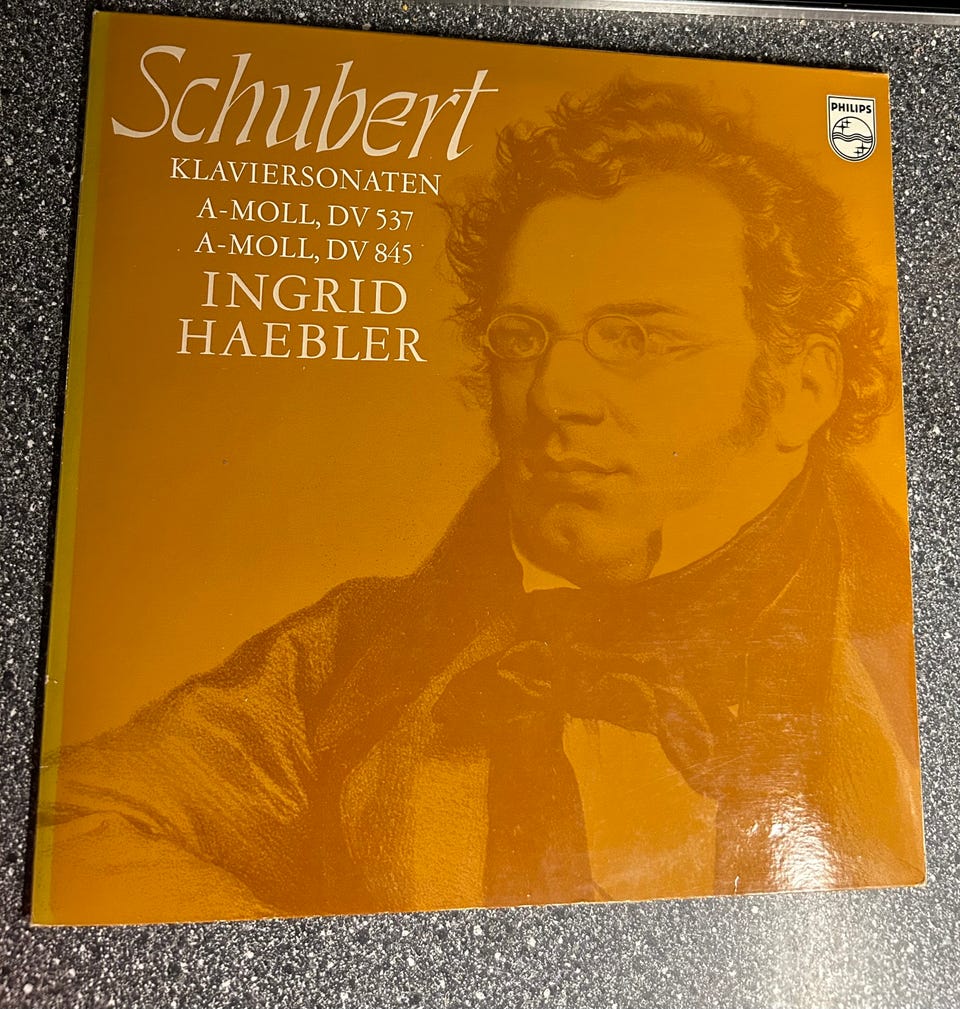 Schubert
KLAVIERSONATEN
A-MOLL, DV 537
A-MOLL, DV 845
INGRID
HAEBLER
PHILIPS